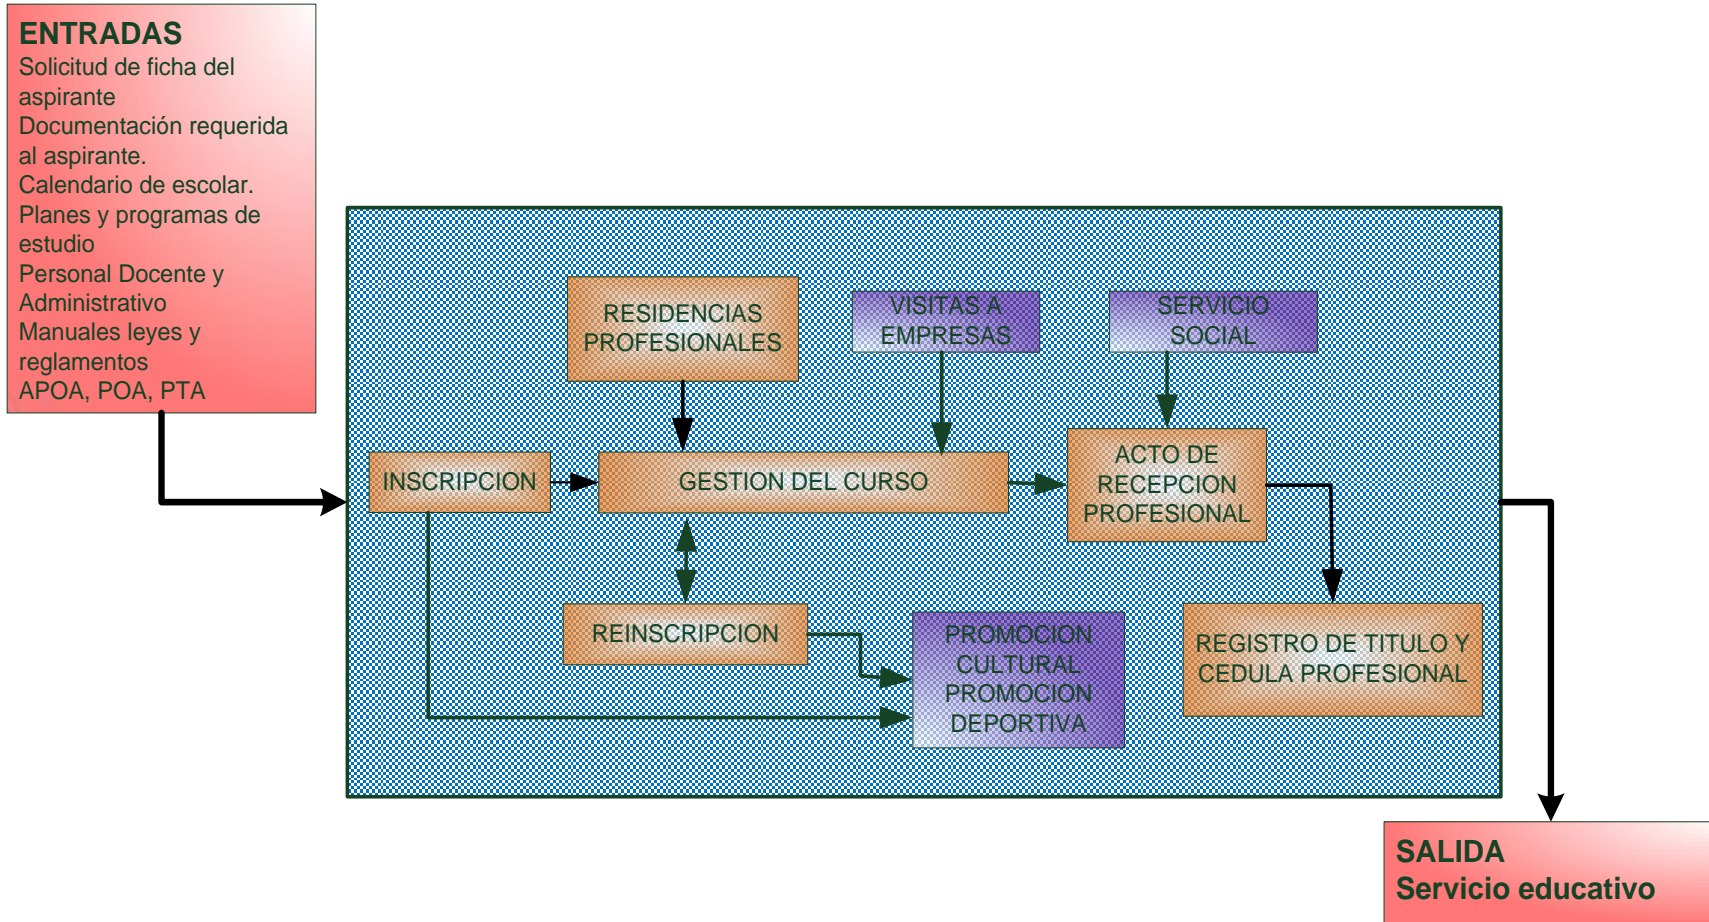 ENTRADAS
Solicitud de ficha del
aspirante
Documentación requerida
al aspirante.
Calendario de escolar.
Planes y programas de
estudio
Personal Docente y
Administrativo
Manuales leyes y
reglamentos
APOA, POA, PTA
RESIDENCIAS
PROFESIONALES
VISITAS A
EMPRESAS
SERVICIO
SOCIAL
INSCRIPCION
GESTION DEL CURSO
ACTO DE
RECEPCION
PROFESIONAL
REINSCRIPCION
PROMOCION
CULTURAL
PROMOCION
DEPORTIVA
REGISTRO DE TITULO Y
CEDULA PROFESIONAL
SALIDA
Servicio educativo